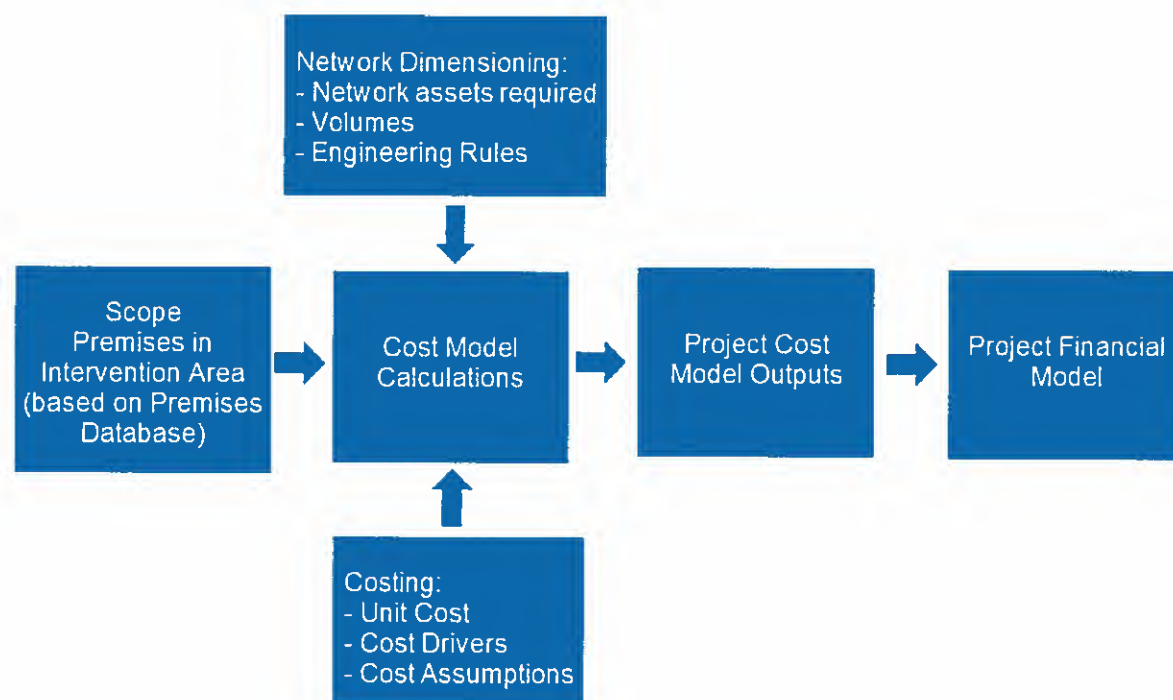 Network Dimensioning:
- Network assets required
- Volumes
- Engineering Rules
Scope
Premises in
Intervention Area
(based on Premises
Database)
Cost Model
Calculations
Project Cost
Model Outputs
Project Financial
Model
Costing:
- Unit Cost
- Cost Drivers
- Cost Assumptions